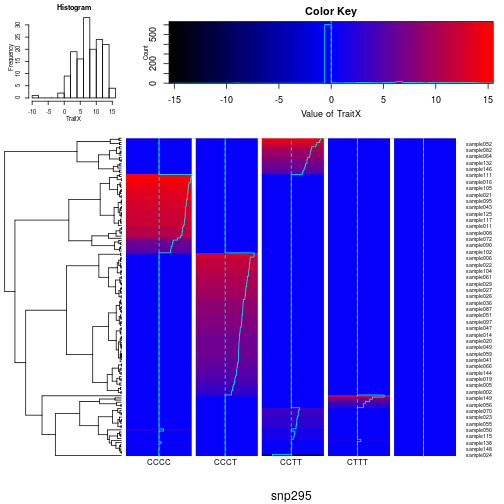 Histogram
Frequency
0 5 10 15 20 25 30
-10 -5 0 5 10 15
TraitX
Color Key
Count
0 200 500
-15 -10 -5 0 5 10 15
Value of TraitX
sample052
sample082
sample064
sample132
sample146
sample111
sample016
sample105
sample021
sample095
sample043
sample125
sample117
sample011
sample008
sample072
sample090
sample102
sample006
sample022
sample104
sample061
sample029
sample027
sample026
sample036
sample087
sample051
sample097
sample047
sample014
sample020
sample049
sample059
sample041
sample066
sample144
sample019
sample005
sample002
sample149
sample056
sample070
sample023
sample055
sample050
sample115
sample138
sample148
sample024
CCCC CCCT CCTT CTTT
snp295